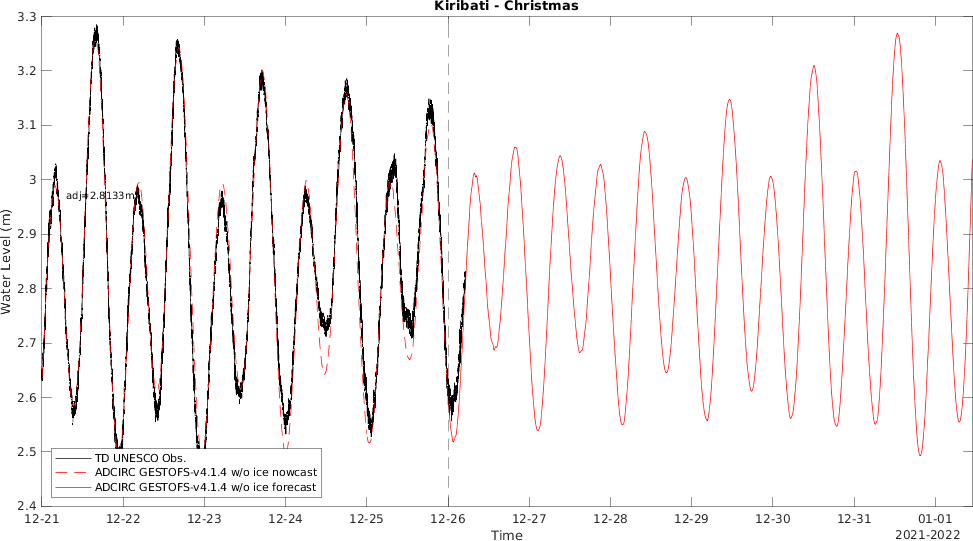 Kiribati - Christmas
3.3
3.2
3.1
3
2.9
2.8
2.7
2.6
2.5
2.4
Water Level (m)
adj=2.8133m
TD UNESCO Obs.
ADCIRC GESTOFS-v4.1.4 w/o ice nowcast
ADCIRC GESTOFS-v4.1.4 w/o ice forecast
12-21 12-22 12-23 12-24 12-25 12-26 12-27 12-28 12-29 12-30 12-31 01-01
Time
2021-2022